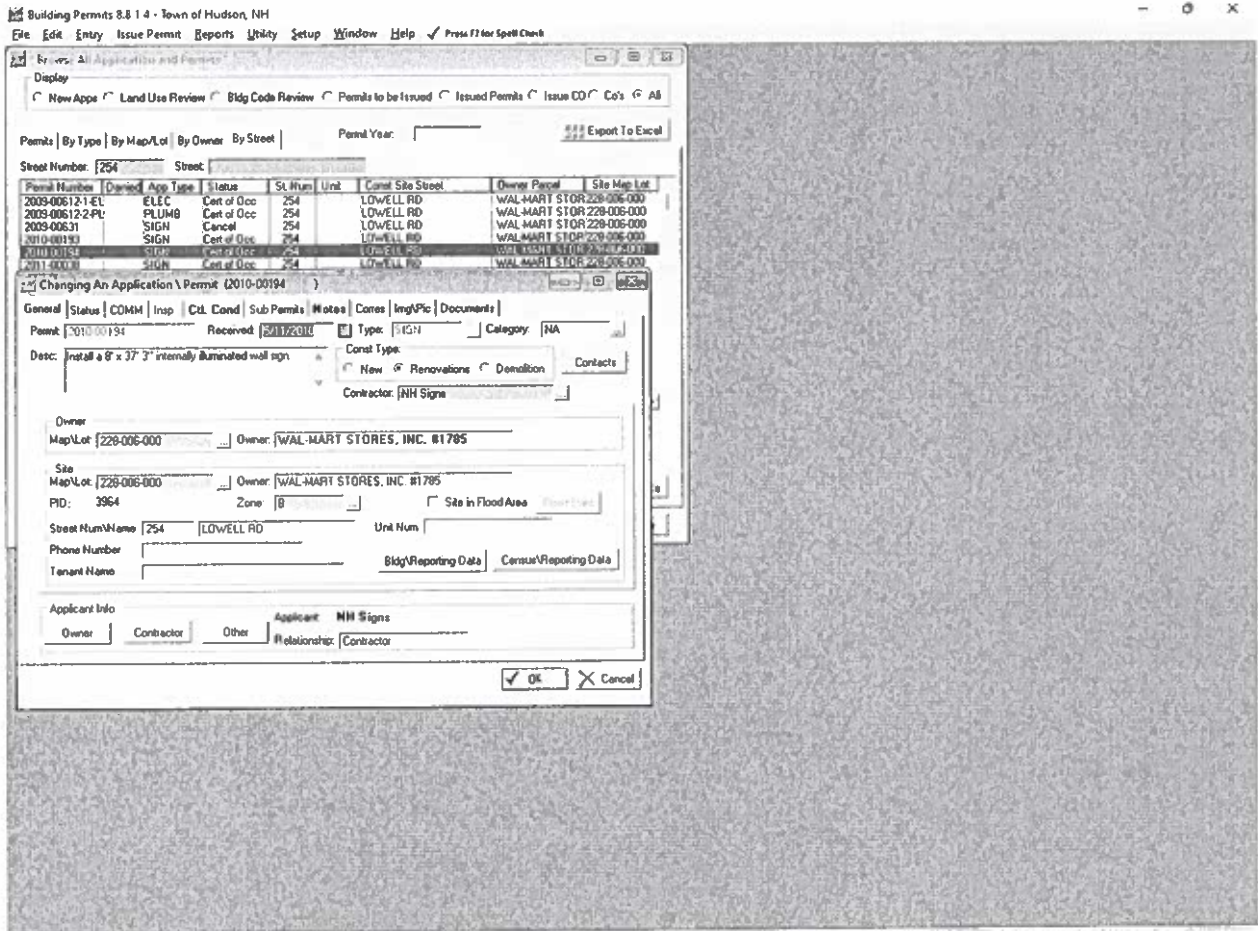 Building Permits 8.8 1 4 - Town of Hudson, NH
File Edit Entry Issue Permit Reports Utility Setup Window Help ✓ Press F2 for Spell Check
Browse All Application and Permits
Display
New Apps Land Use Review Bldg Code Review Permits to be Issued Issued Permits Issue CO Co's All
Permits By Type By Map/Lot By Owner By Street Permit Year: Export To Excel
Street Number: 254 Street:
Permit Number Denied App Type Status St. Num Unit Const Site Street Owner Parcel Site Map Lot
2009-00612-1-EL ELEC Cert of Occ 254 LOWELL RD WAL-MART STOR 228-006-000
2009-00612-2-PL PLUMB Cert of Occ 254 LOWELL RD WAL-MART STOR 228-006-000
2009-00631 SIGN Cancel 254 LOWELL RD WAL-MART STOR 228-006-000
2010-00193 SIGN Cert of Occ 254 LOWELL RD WAL-MART STOR 228-006-000
2010-00194 SIGN Cert of Occ 254 LOWELL RD WAL-MART STOR 228-006-000
2011-00030 SIGN Cert of Occ 254 LOWELL RD WAL-MART STOR 228-006-000
Changing An Application \ Permit (2010-00194 )
General Status COMM Insp Ctl. Cond Sub Permits Notes Corres Img\Pic Documents
Permit: 2010-00194 Received: 5/11/2010 Type: SIGN Category: NA
Desc: Install a 8' x 37' 3" internally illuminated wall sign.
Const Type:
New Renovations Demolition
Contacts
Contractor: NH Signs
Owner
Map\Lot: 228-006-000 Owner: WAL-MART STORES, INC. #1785
Site
Map\Lot: 228-006-000 Owner: WAL-MART STORES, INC. #1785
PID: 3964 Zone: B Site in Flood Area
Street Num\Name 254 LOWELL RD Unit Num
Phone Number
Tenant Name
Bldg\Reporting Data Census\Reporting Data
Applicant Info
Owner Contractor Other
Applicant: NH Signs
Relationship: Contractor
✓ OK Cancel